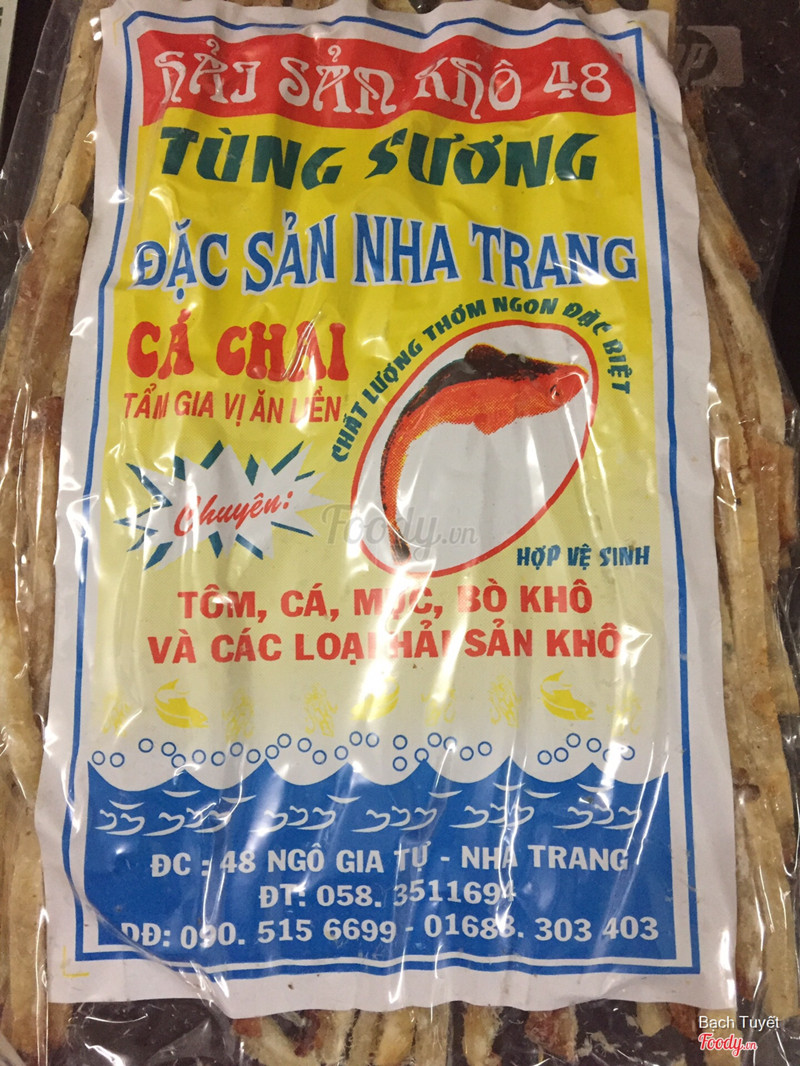 HẢI SẢN KHÔ 48
TÙNG SƯƠNG
ĐẶC SẢN NHA TRANG
CÁ CHAI
TẨM GIA VỊ ĂN LIỀN
CHẤT LƯỢNG THƠM NGON ĐẶC BIỆT
Chuyên:
Foody.vn
HỢP VỆ SINH
TÔM, CÁ, MỰC, BÒ KHÔ
VÀ CÁC LOẠI HẢI SẢN KHÔ
ĐC : 48 NGÔ GIA TỰ - NHA TRANG
ĐT: 058. 3511694
DĐ: 090. 515 6699 - 01688. 303 403
Bạch Tuyết
Foody.vn